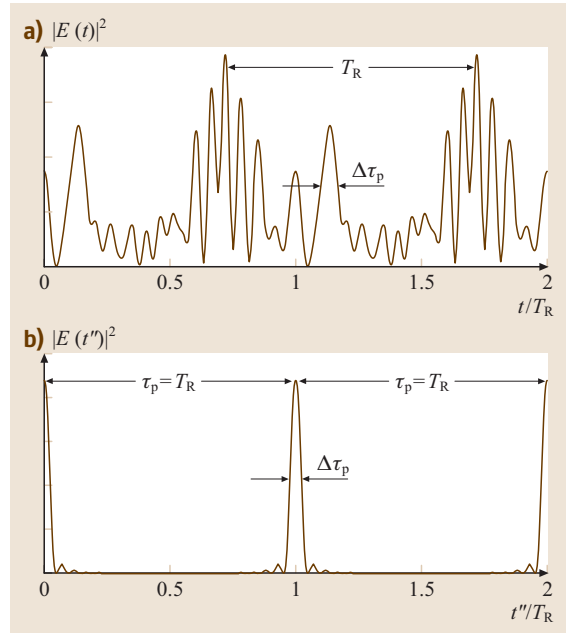 a) |E (t)|²
T_R
Δτ_p
0 0.5 1 1.5 2
t/T_R
b) |E (t″)|²
τ_p = T_R τ_p = T_R
Δτ_p
0 0.5 1 1.5 2
t″/T_R